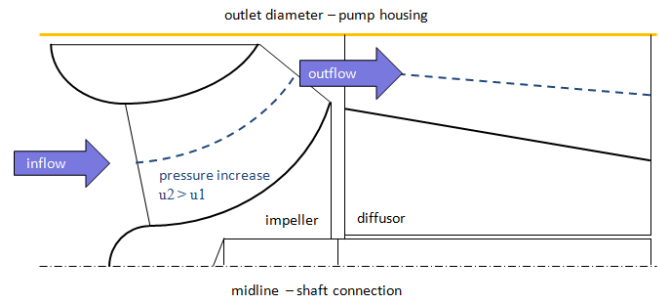 outlet diameter – pump housing
outflow
inflow
pressure increase
u2 > u1
impeller
diffusor
midline – shaft connection